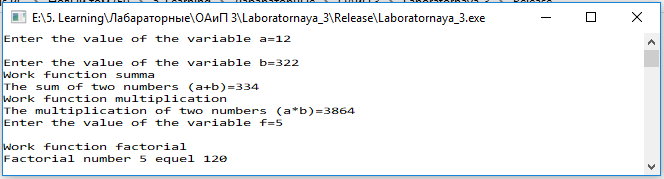 E:\5. Learning\Лабараторные\ОАиП 3\Laboratornaya_3\Release\Laboratornaya_3.exe
Enter the value of the variable a=12
Enter the value of the variable b=322
Work function summa
The sum of two numbers (a+b)=334
Work function multiplication
The multiplication of two numbers (a*b)=3864
Enter the value of the variable f=5
Work function factorial
Factorial number 5 equel 120